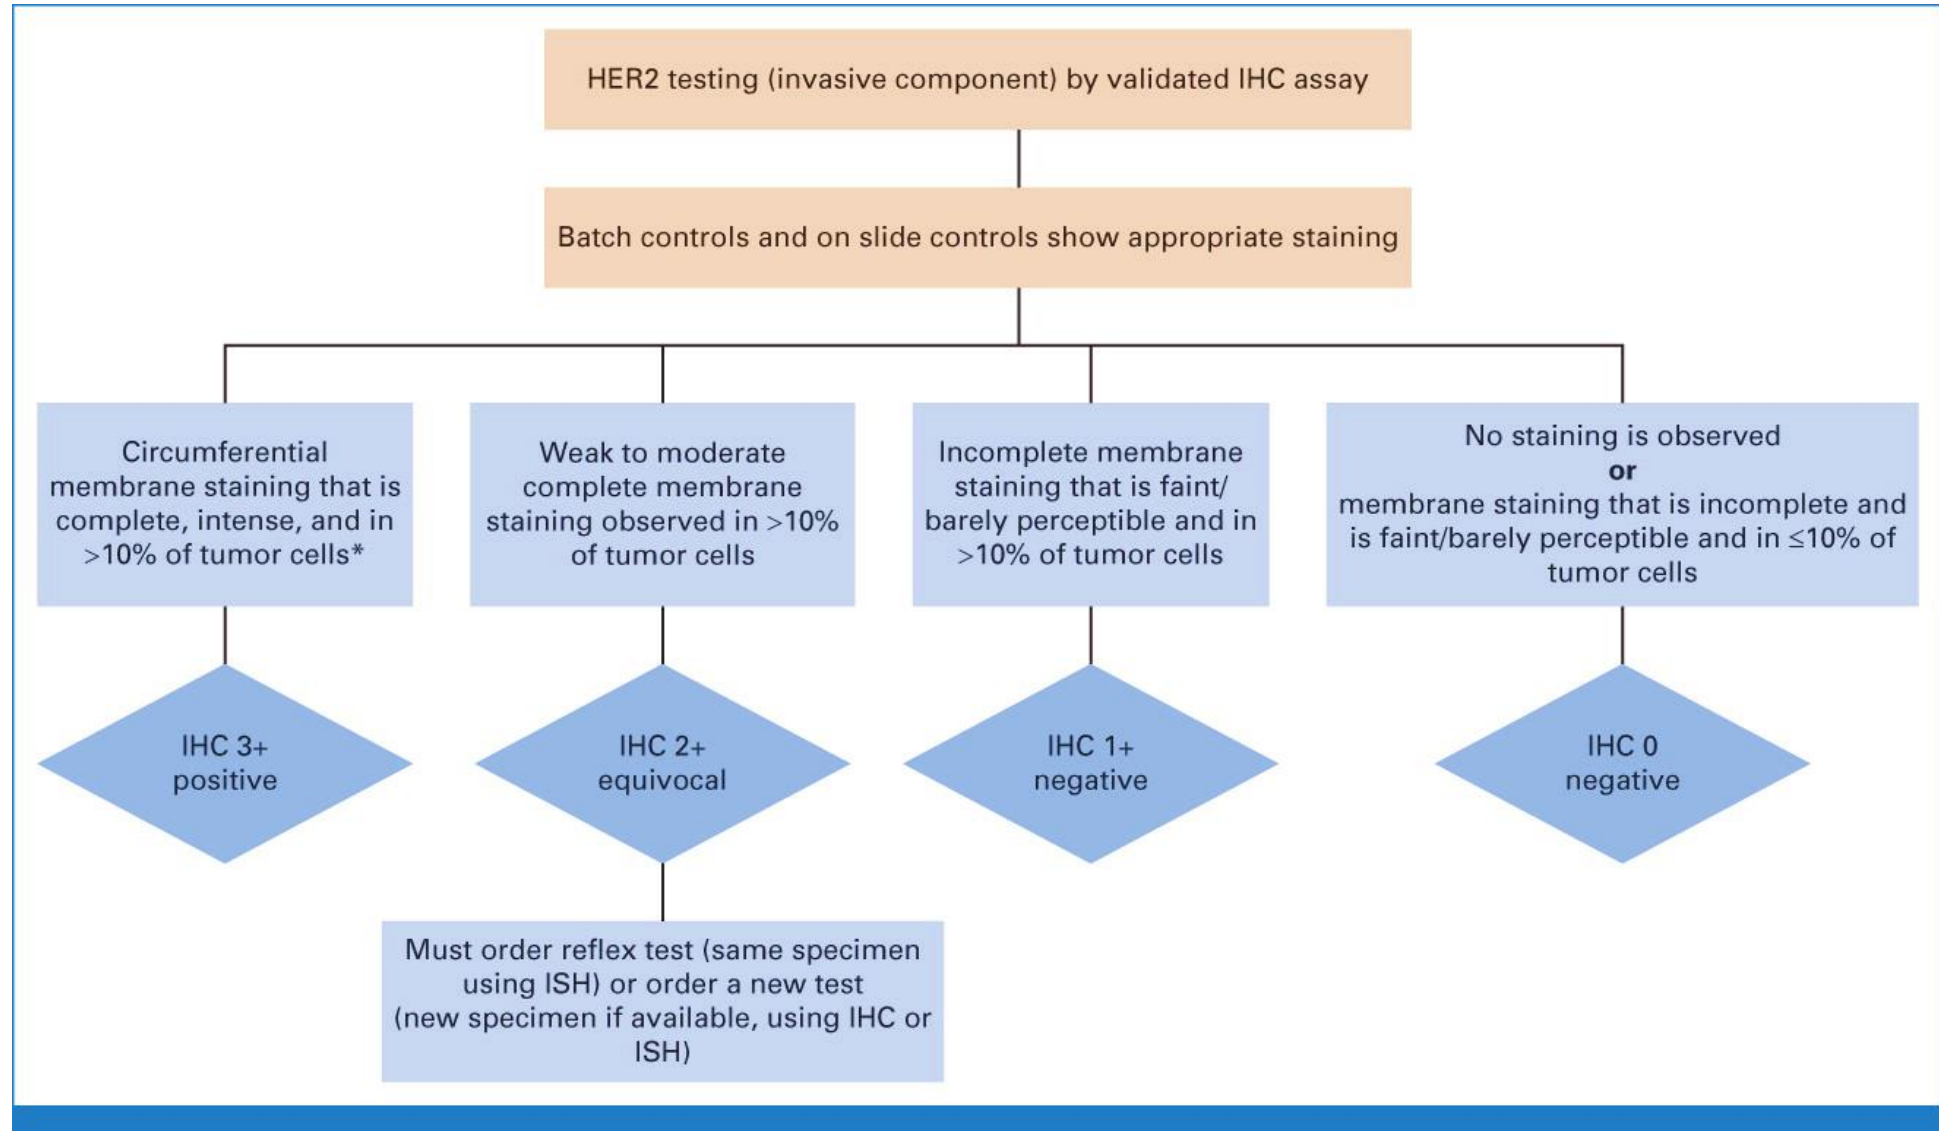 HER2 testing (invasive component) by validated IHC assay
Batch controls and on slide controls show appropriate staining
Circumferential
membrane staining that is
complete, intense, and in
>10% of tumor cells*
Weak to moderate
complete membrane
staining observed in >10%
of tumor cells
Incomplete membrane
staining that is faint/
barely perceptible and in
>10% of tumor cells
No staining is observed
or
membrane staining that is incomplete and
is faint/barely perceptible and in ≤10% of
tumor cells
IHC 3+
positive
IHC 2+
equivocal
IHC 1+
negative
IHC 0
negative
Must order reflex test (same specimen
using ISH) or order a new test
(new specimen if available, using IHC or
ISH)